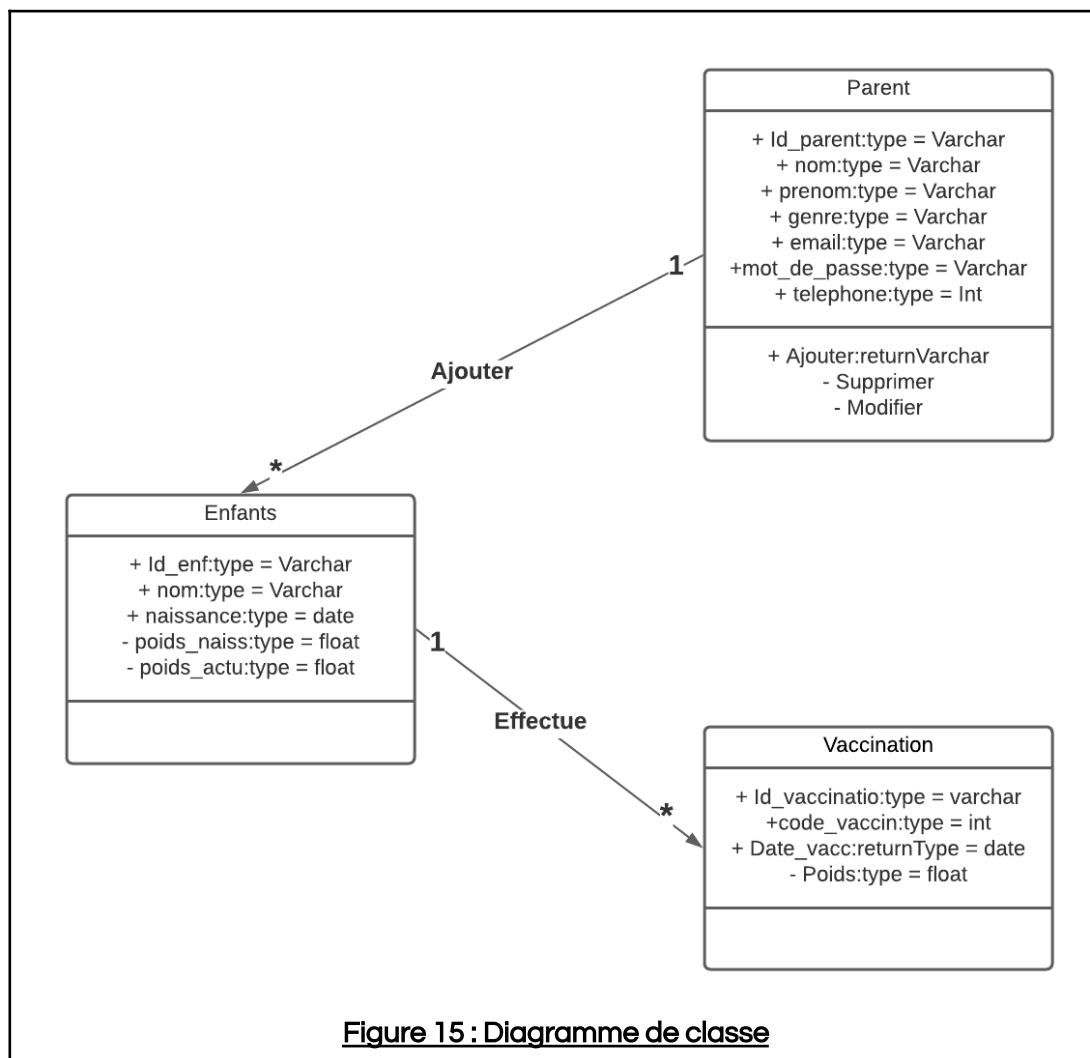 Parent
+ Id_parent:type = Varchar
+ nom:type = Varchar
+ prenom:type = Varchar
+ genre:type = Varchar
+ email:type = Varchar
+mot_de_passe:type = Varchar
+ telephone:type = Int
+ Ajouter:returnVarchar
- Supprimer
- Modifier
1
Ajouter
*
Enfants
+ Id_enf:type = Varchar
+ nom:type = Varchar
+ naissance:type = date
- poids_naiss:type = float
- poids_actu:type = float
1
Effectue
*
Vaccination
+ Id_vaccinatio:type = varchar
+code_vaccin:type = int
+ Date_vacc:returnType = date
- Poids:type = float
Figure 15 : Diagramme de classe